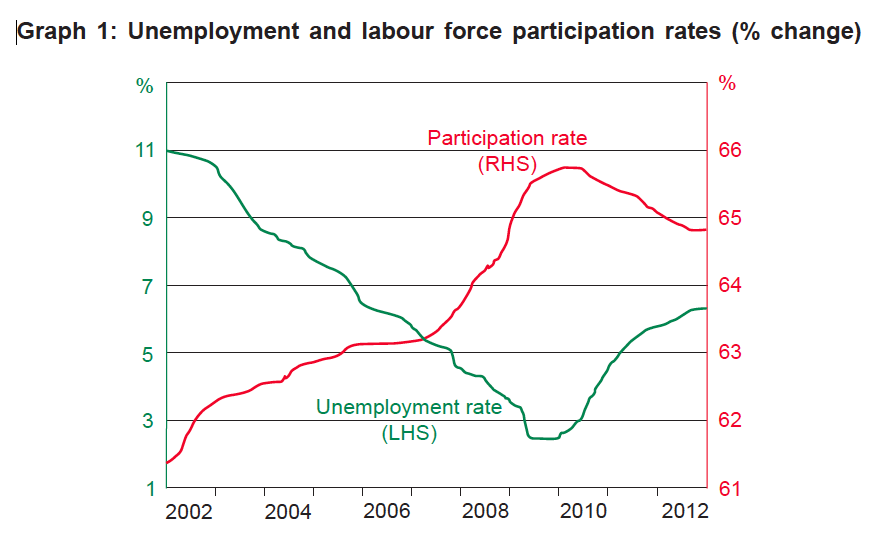 Graph 1: Unemployment and labour force participation rates (% change)
% %
Participation rate
(RHS)
11 66
9 65
7 64
5 63
Unemployment rate
(LHS)
3 62
1 61
2002 2004 2006 2008 2010 2012